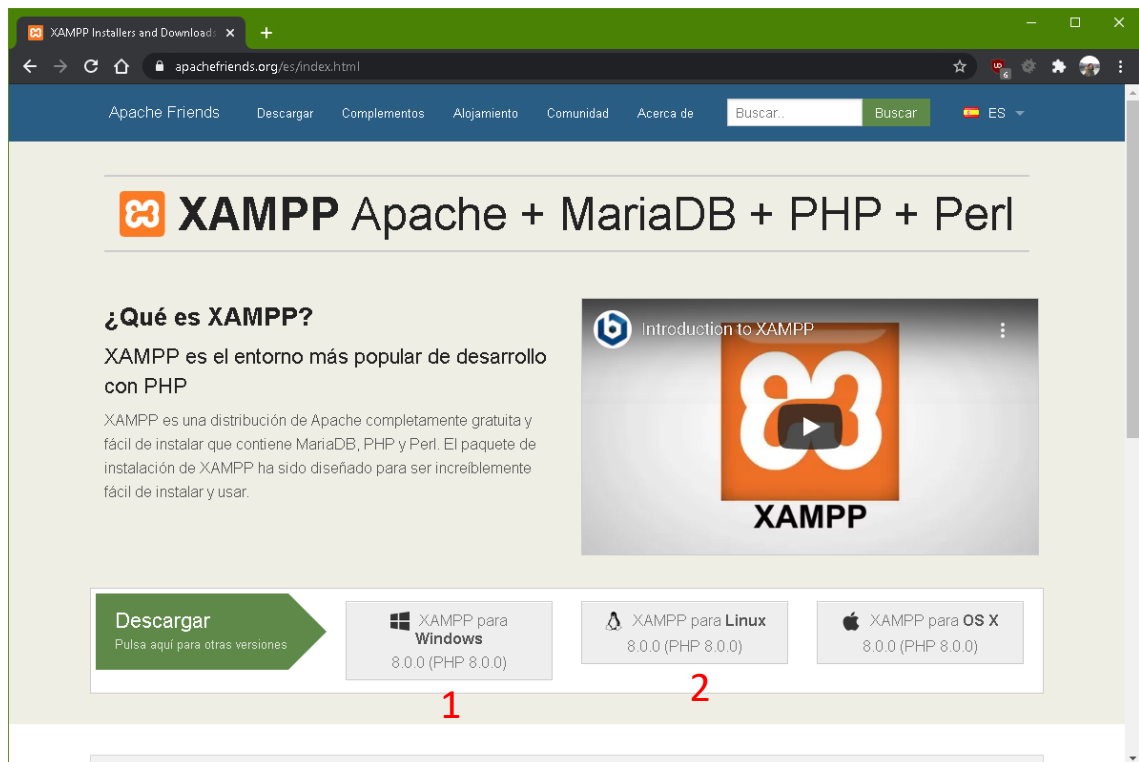 XAMPP Installers and Downloads
apachefriends.org/es/index.html
6
Apache Friends Descargar Complementos Alojamiento Comunidad Acerca de Buscar.. Buscar ES
XAMPP Apache + MariaDB + PHP + Perl
¿Qué es XAMPP?
XAMPP es el entorno más popular de desarrollo
con PHP
XAMPP es una distribución de Apache completamente gratuita y
fácil de instalar que contiene MariaDB, PHP y Perl. El paquete de
instalación de XAMPP ha sido diseñado para ser increíblemente
fácil de instalar y usar.
Introduction to XAMPP
XAMPP
Descargar
Pulsa aquí para otras versiones
XAMPP para
Windows
8.0.0 (PHP 8.0.0)
XAMPP para Linux
8.0.0 (PHP 8.0.0)
XAMPP para OS X
8.0.0 (PHP 8.0.0)
1
2